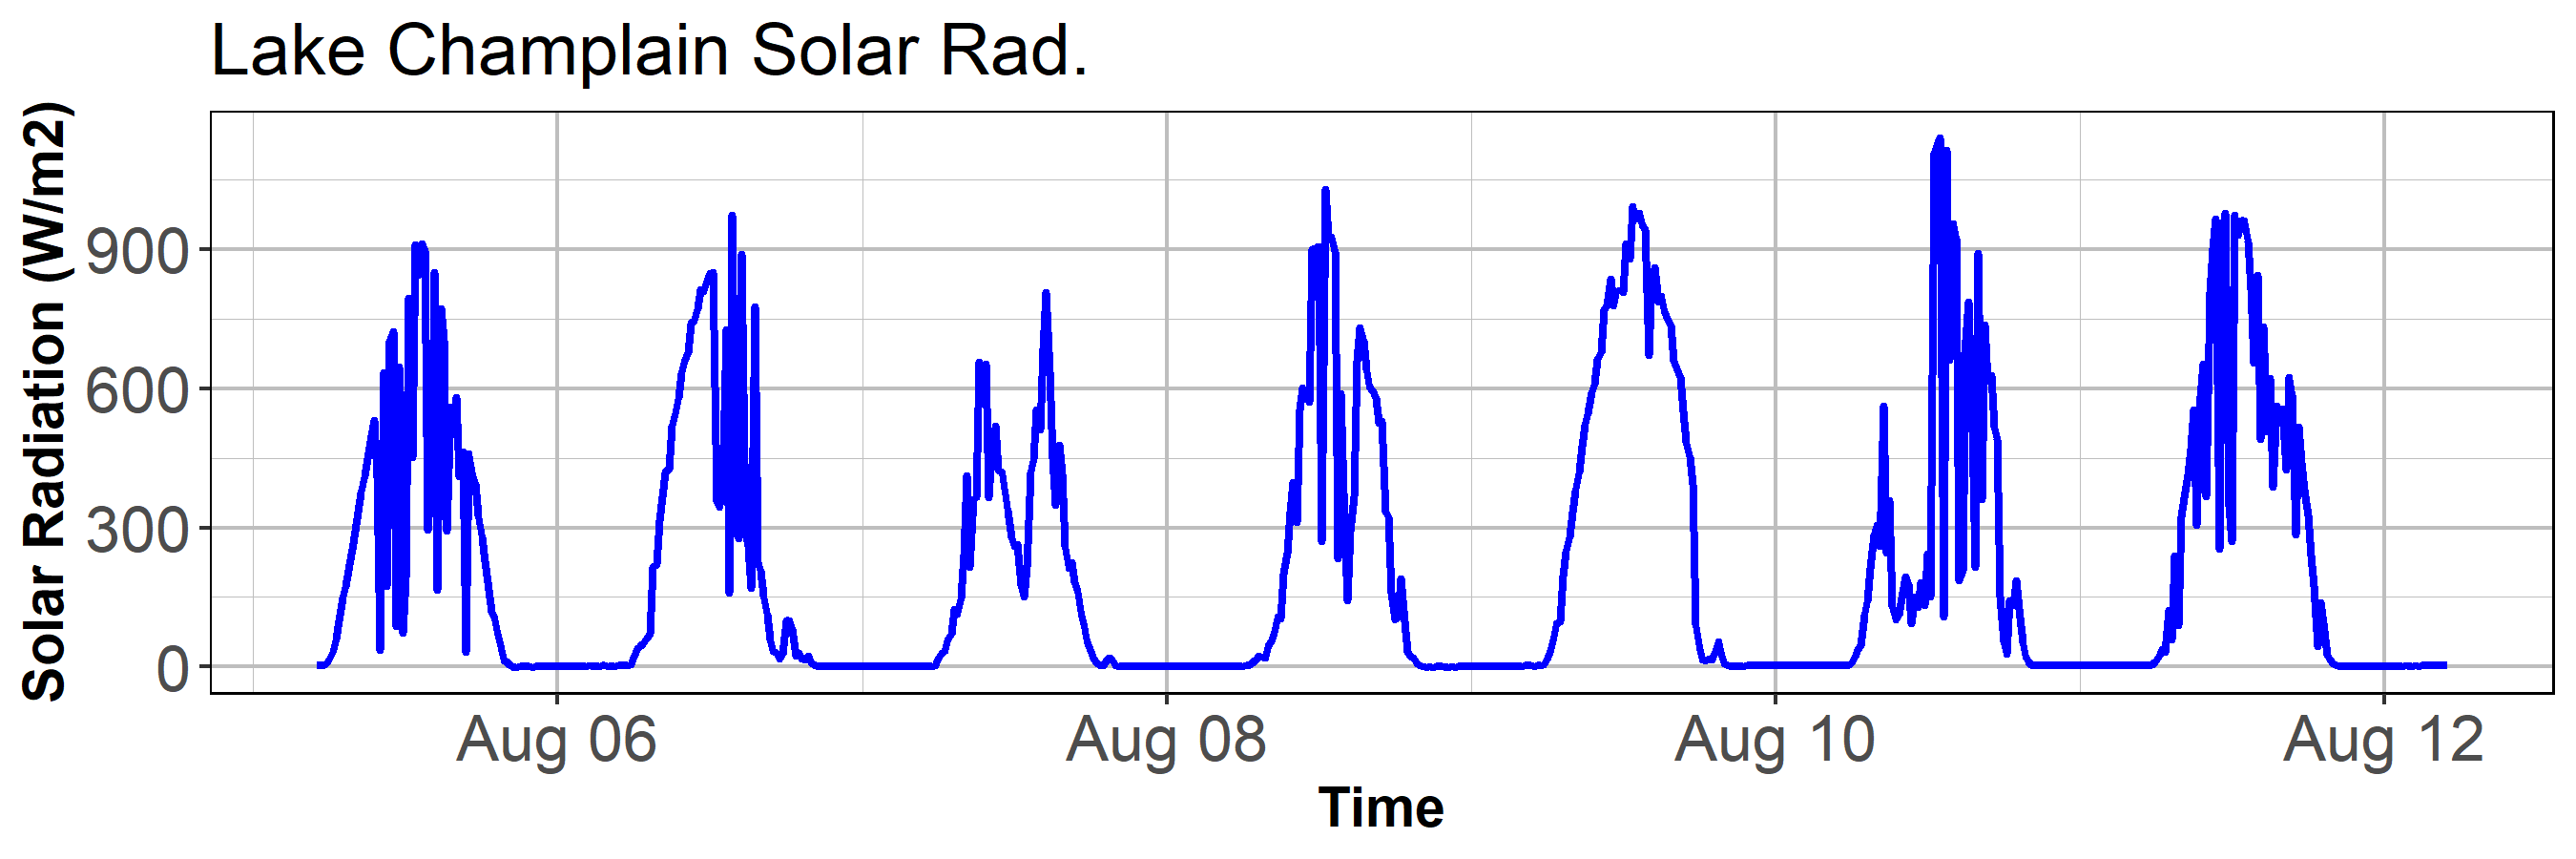 Lake Champlain Solar Rad.
Solar Radiation (W/m2)
900
600
300
0
Aug 06 Aug 08 Aug 10 Aug 12
Time